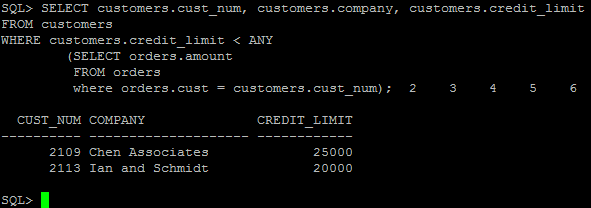 SQL> SELECT customers.cust_num, customers.company, customers.credit_limit
FROM customers
WHERE customers.credit_limit < ANY
(SELECT orders.amount
FROM orders
where orders.cust = customers.cust_num);  2    3    4    5    6
CUST_NUM COMPANY              CREDIT_LIMIT
---------- -------------------- ------------
2109 Chen Associates             25000
2113 Ian and Schmidt             20000
SQL>